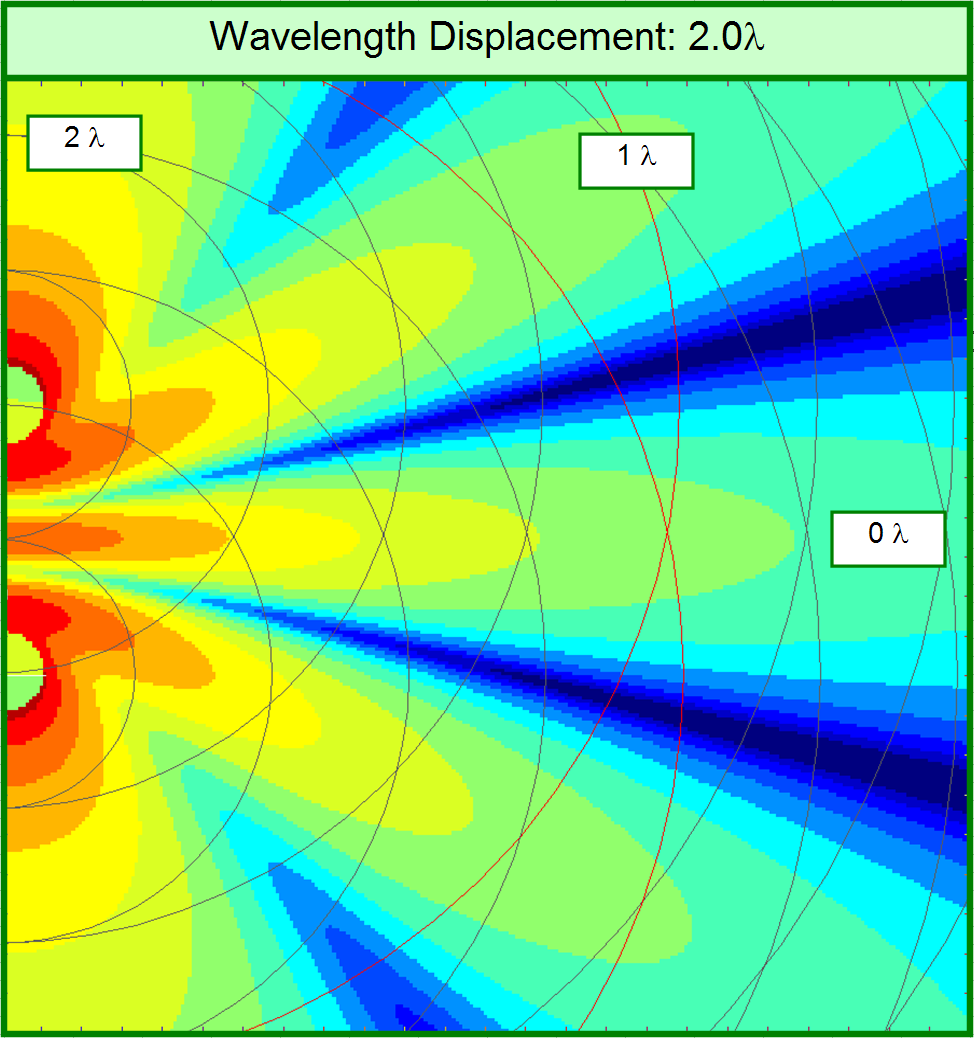 Wavelength Displacement: 2.0λ
2 λ
1 λ
0 λ